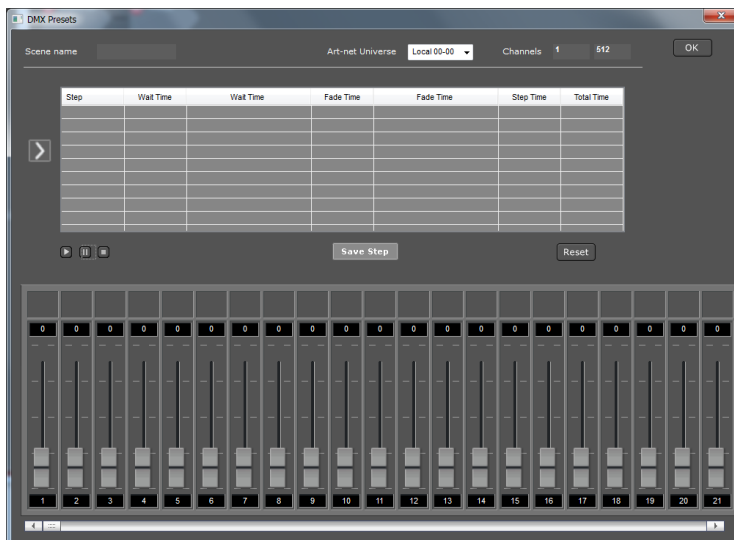 DMX Presets
Scene name Art-net Universe Local 00-00 Channels 1 512 OK
Step Wait Time Wait Time Fade Time Fade Time Step Time Total Time
Save Step Reset
0 0 0 0 0 0 0 0 0 0 0 0 0 0 0 0 0 0 0 0 0
1 2 3 4 5 6 7 8 9 10 11 12 13 14 15 16 17 18 19 20 21